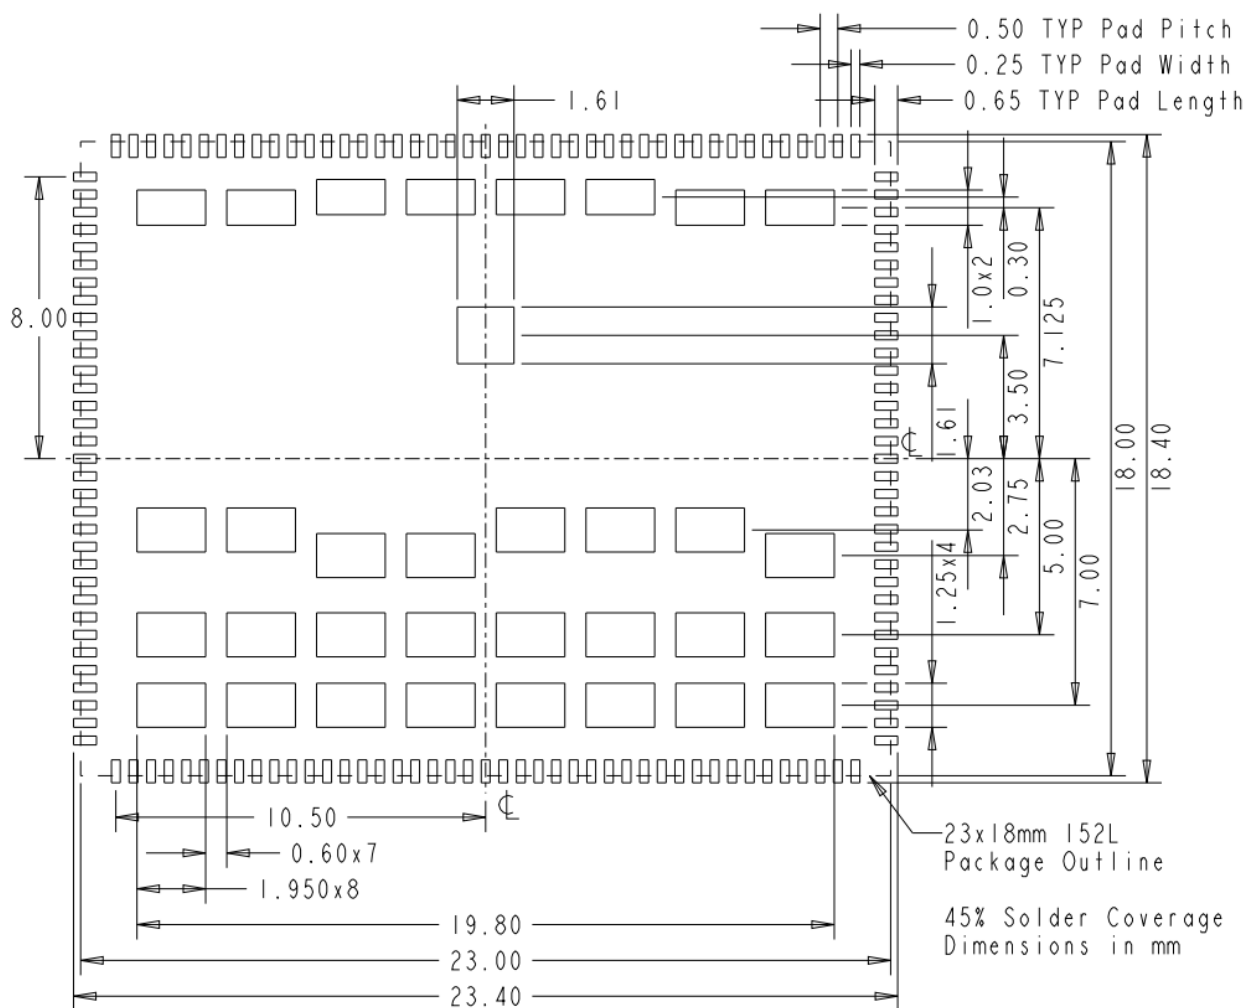 0.50 TYP Pad Pitch
0.25 TYP Pad Width
0.65 TYP Pad Length
1.61
8.00
1.0x2
0.30
7.125
3.50
1.61
18.00
18.40
2.03
2.75
5.00
7.00
1.25x4
10.50
0.60x7
1.950x8
19.80
23.00
23.40
23x18mm 152L
Package Outline
45% Solder Coverage
Dimensions in mm